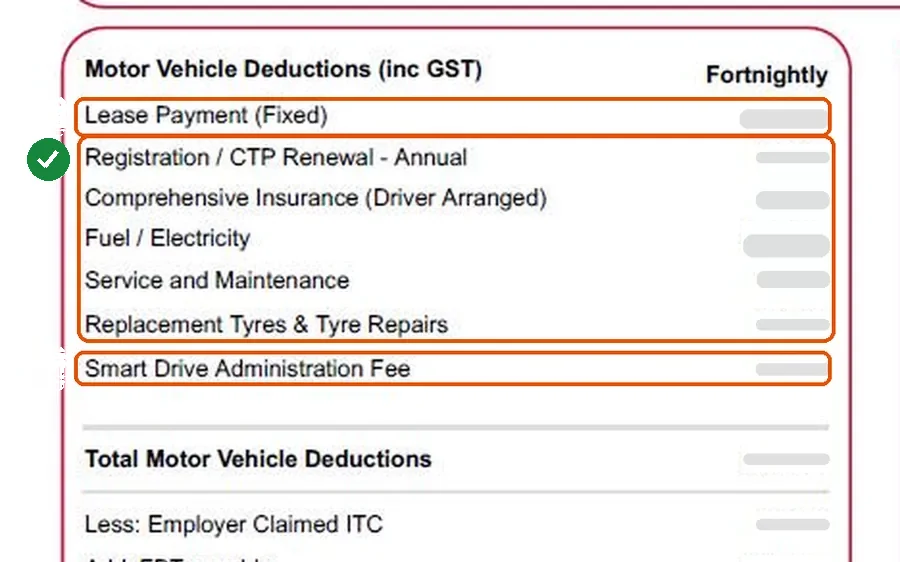 Motor Vehicle Deductions (inc GST)
Fortnightly
Lease Payment (Fixed)
Registration / CTP Renewal - Annual
Comprehensive Insurance (Driver Arranged)
Fuel / Electricity
Service and Maintenance
Replacement Tyres & Tyre Repairs
Smart Drive Administration Fee
Total Motor Vehicle Deductions
Less: Employer Claimed ITC